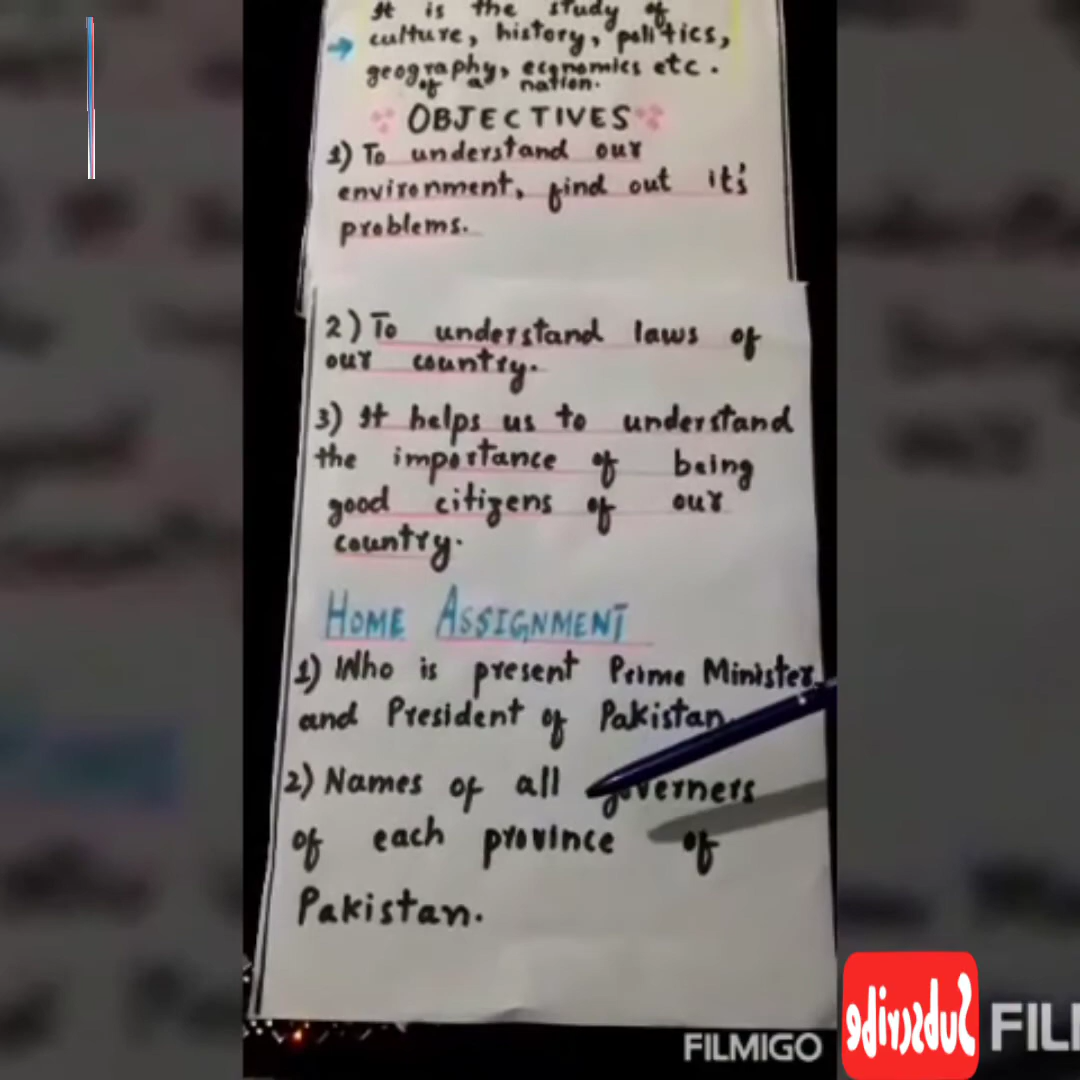 It is the study of
culture, history, politics,
geography, economics etc.
of a nation.
OBJECTIVES
1) To understand our
environment, find out it's
problems.
2) To understand laws of
our country.
3) It helps us to understand
the importance of being
good citizens of our
country.
HOME ASSIGNMENT
1) Who is present Prime Minister
and President of Pakistan.
2) Names of all governers
of each province of
Pakistan.
FILMIGO
Subscribe
FIL